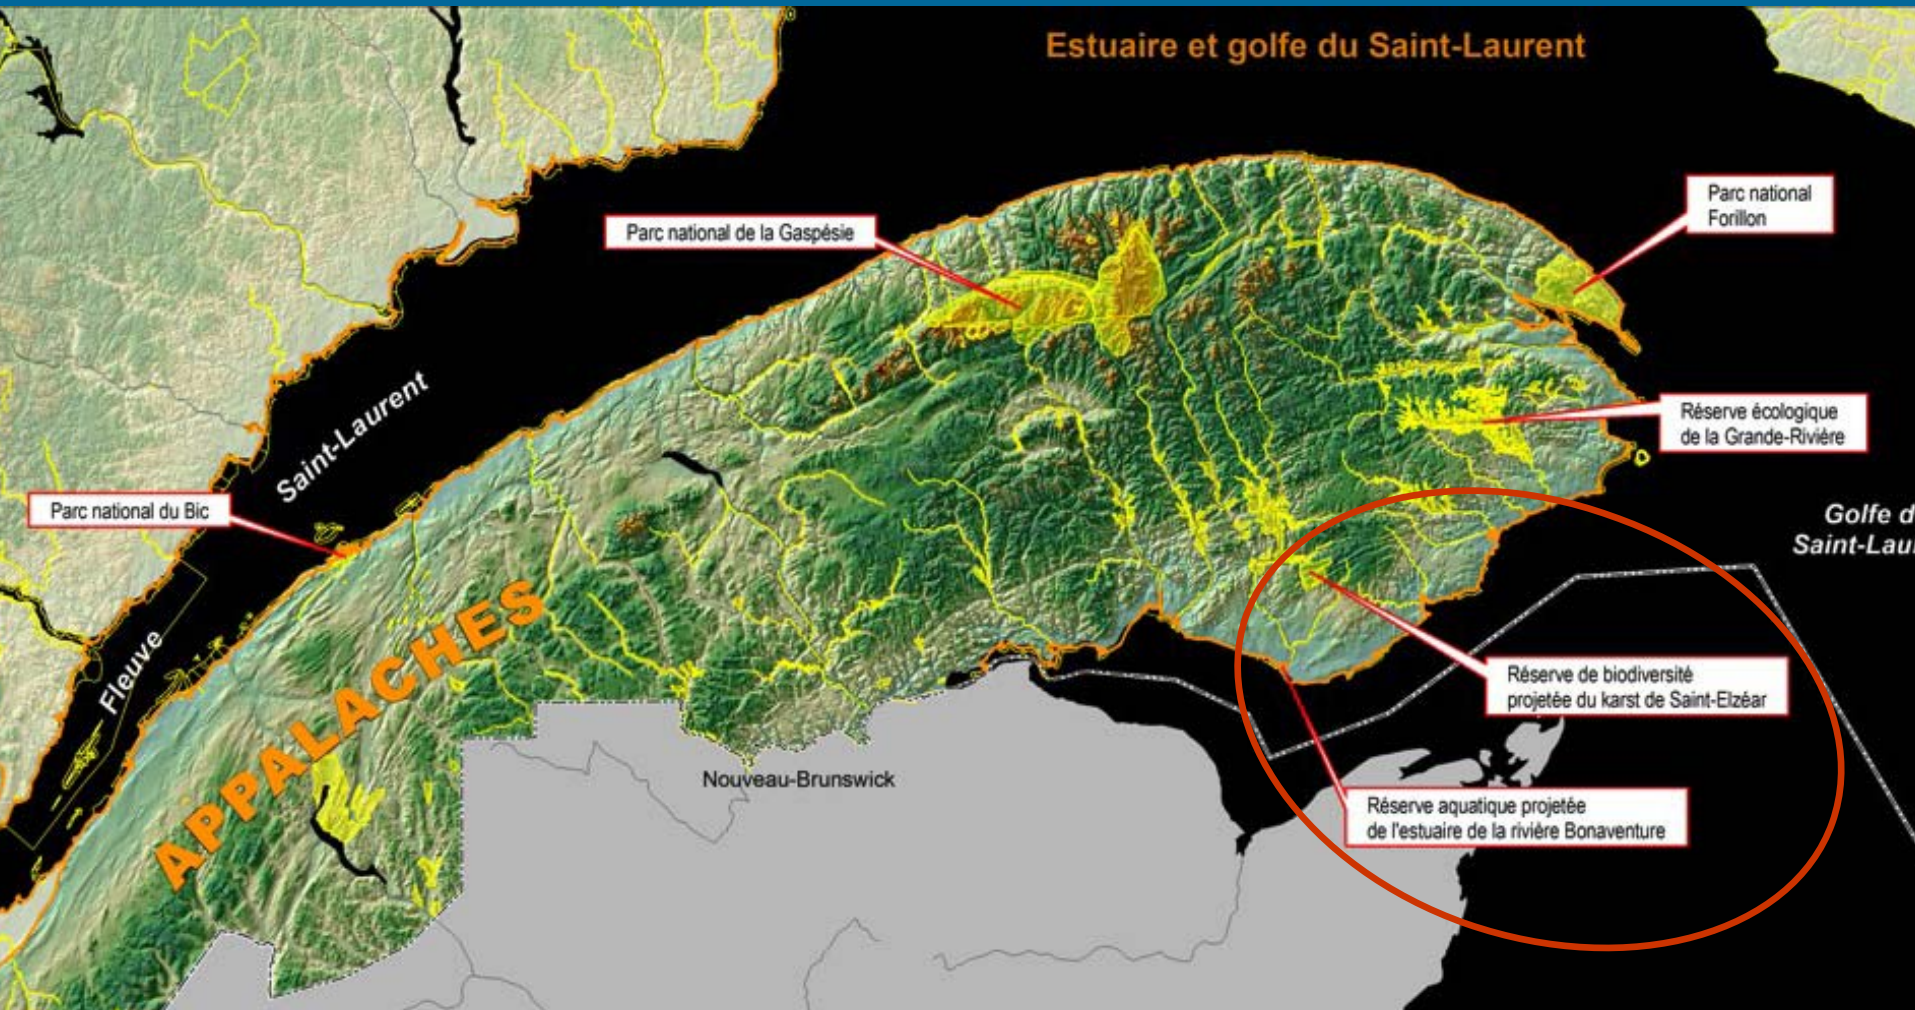 Estuaire et golfe du Saint-Laurent
Parc national
Forillon
Parc national de la Gaspésie
Réserve écologique
de la Grande-Rivière
Saint-Laurent
Parc national du Bic
Golfe d
Saint-Lau
APPALACHES
Fleuve
Réserve de biodiversité
projetée du karst de Saint-Elzéar
Nouveau-Brunswick
Réserve aquatique projetée
de l'estuaire de la rivière Bonaventure